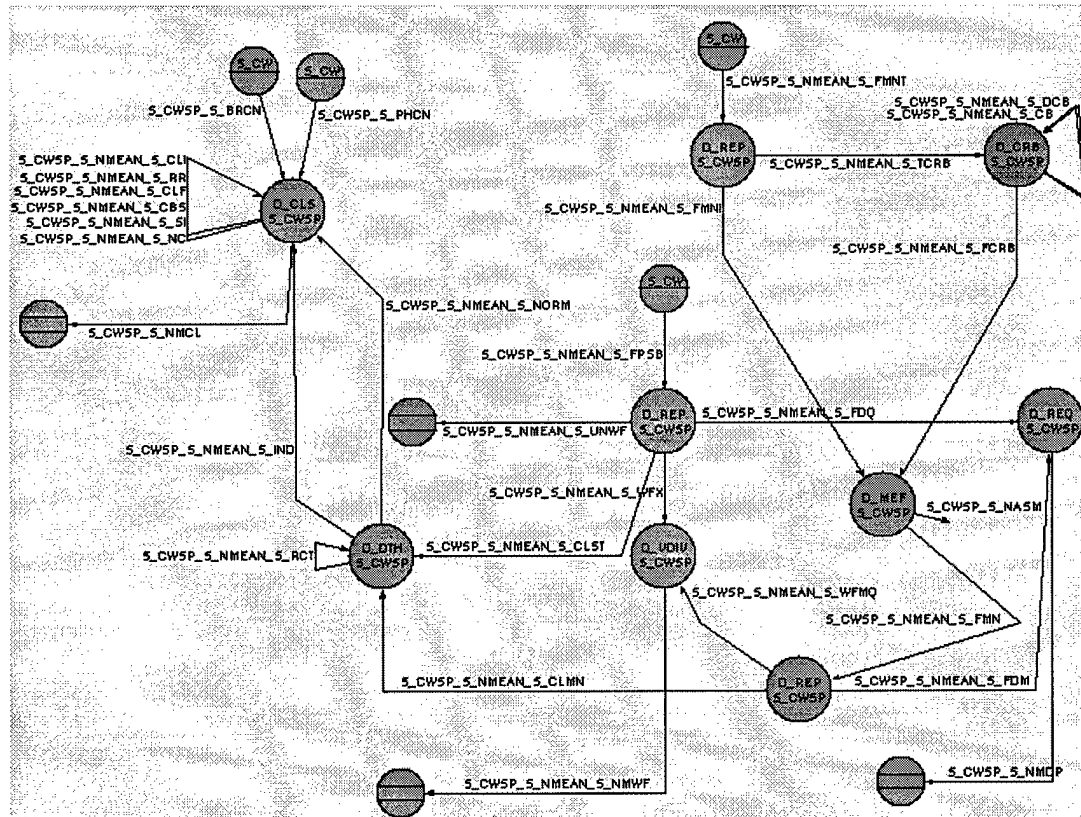 S_CW
S_CWSP_S_NMEAN_S_FMNT
S_CW
S_CW
S_CWSP_S_BRCN
S_CWSP_S_PHCN
S_CWSP_S_NMEAN_S_DCB
S_CWSP_S_NMEAN_S_CB
D_REP
S_CWSP
S_CWSP_S_NMEAN_S_TCRB
D_CRB
S_CWSP
S_CWSP_S_NMEAN_S_CLI
S_CWSP_S_NMEAN_S_RR
S_CWSP_S_NMEAN_S_CLF
S_CWSP_S_NMEAN_S_CBS
S_CWSP_S_NMEAN_S_SI
S_CWSP_S_NMEAN_S_NC
D_CLS
S_CWSP
S_CWSP_S_NMEAN_S_FMNI
S_CWSP_S_NMEAN_S_FCRB
S_CWSP_S_NMCL
S_CWSP_S_NMEAN_S_NORM
S_CW
S_CWSP_S_NMEAN_S_FPSB
D_REP
S_CWSP
S_CWSP_S_NMEAN_S_FDQ
D_REQ
S_CWSP
S_CWSP_S_NMEAN_S_UNWF
S_CWSP_S_NMEAN_S_IND
S_CWSP_S_NMEAN_S_WFX
D_MEF
S_CWSP
S_CWSP_S_NASM
S_CWSP_S_NMEAN_S_RCT
D_DTH
S_CWSP
S_CWSP_S_NMEAN_S_CLST
D_VDIV
S_CWSP
S_CWSP_S_NMEAN_S_WFMQ
S_CWSP_S_NMEAN_S_FMN
S_CWSP_S_NMEAN_S_CLMN
D_REP
S_CWSP
S_CWSP_S_NMEAN_S_FDM
S_CWSP_S_NMEAN_S_NMWF
S_CWSP_S_NMDP